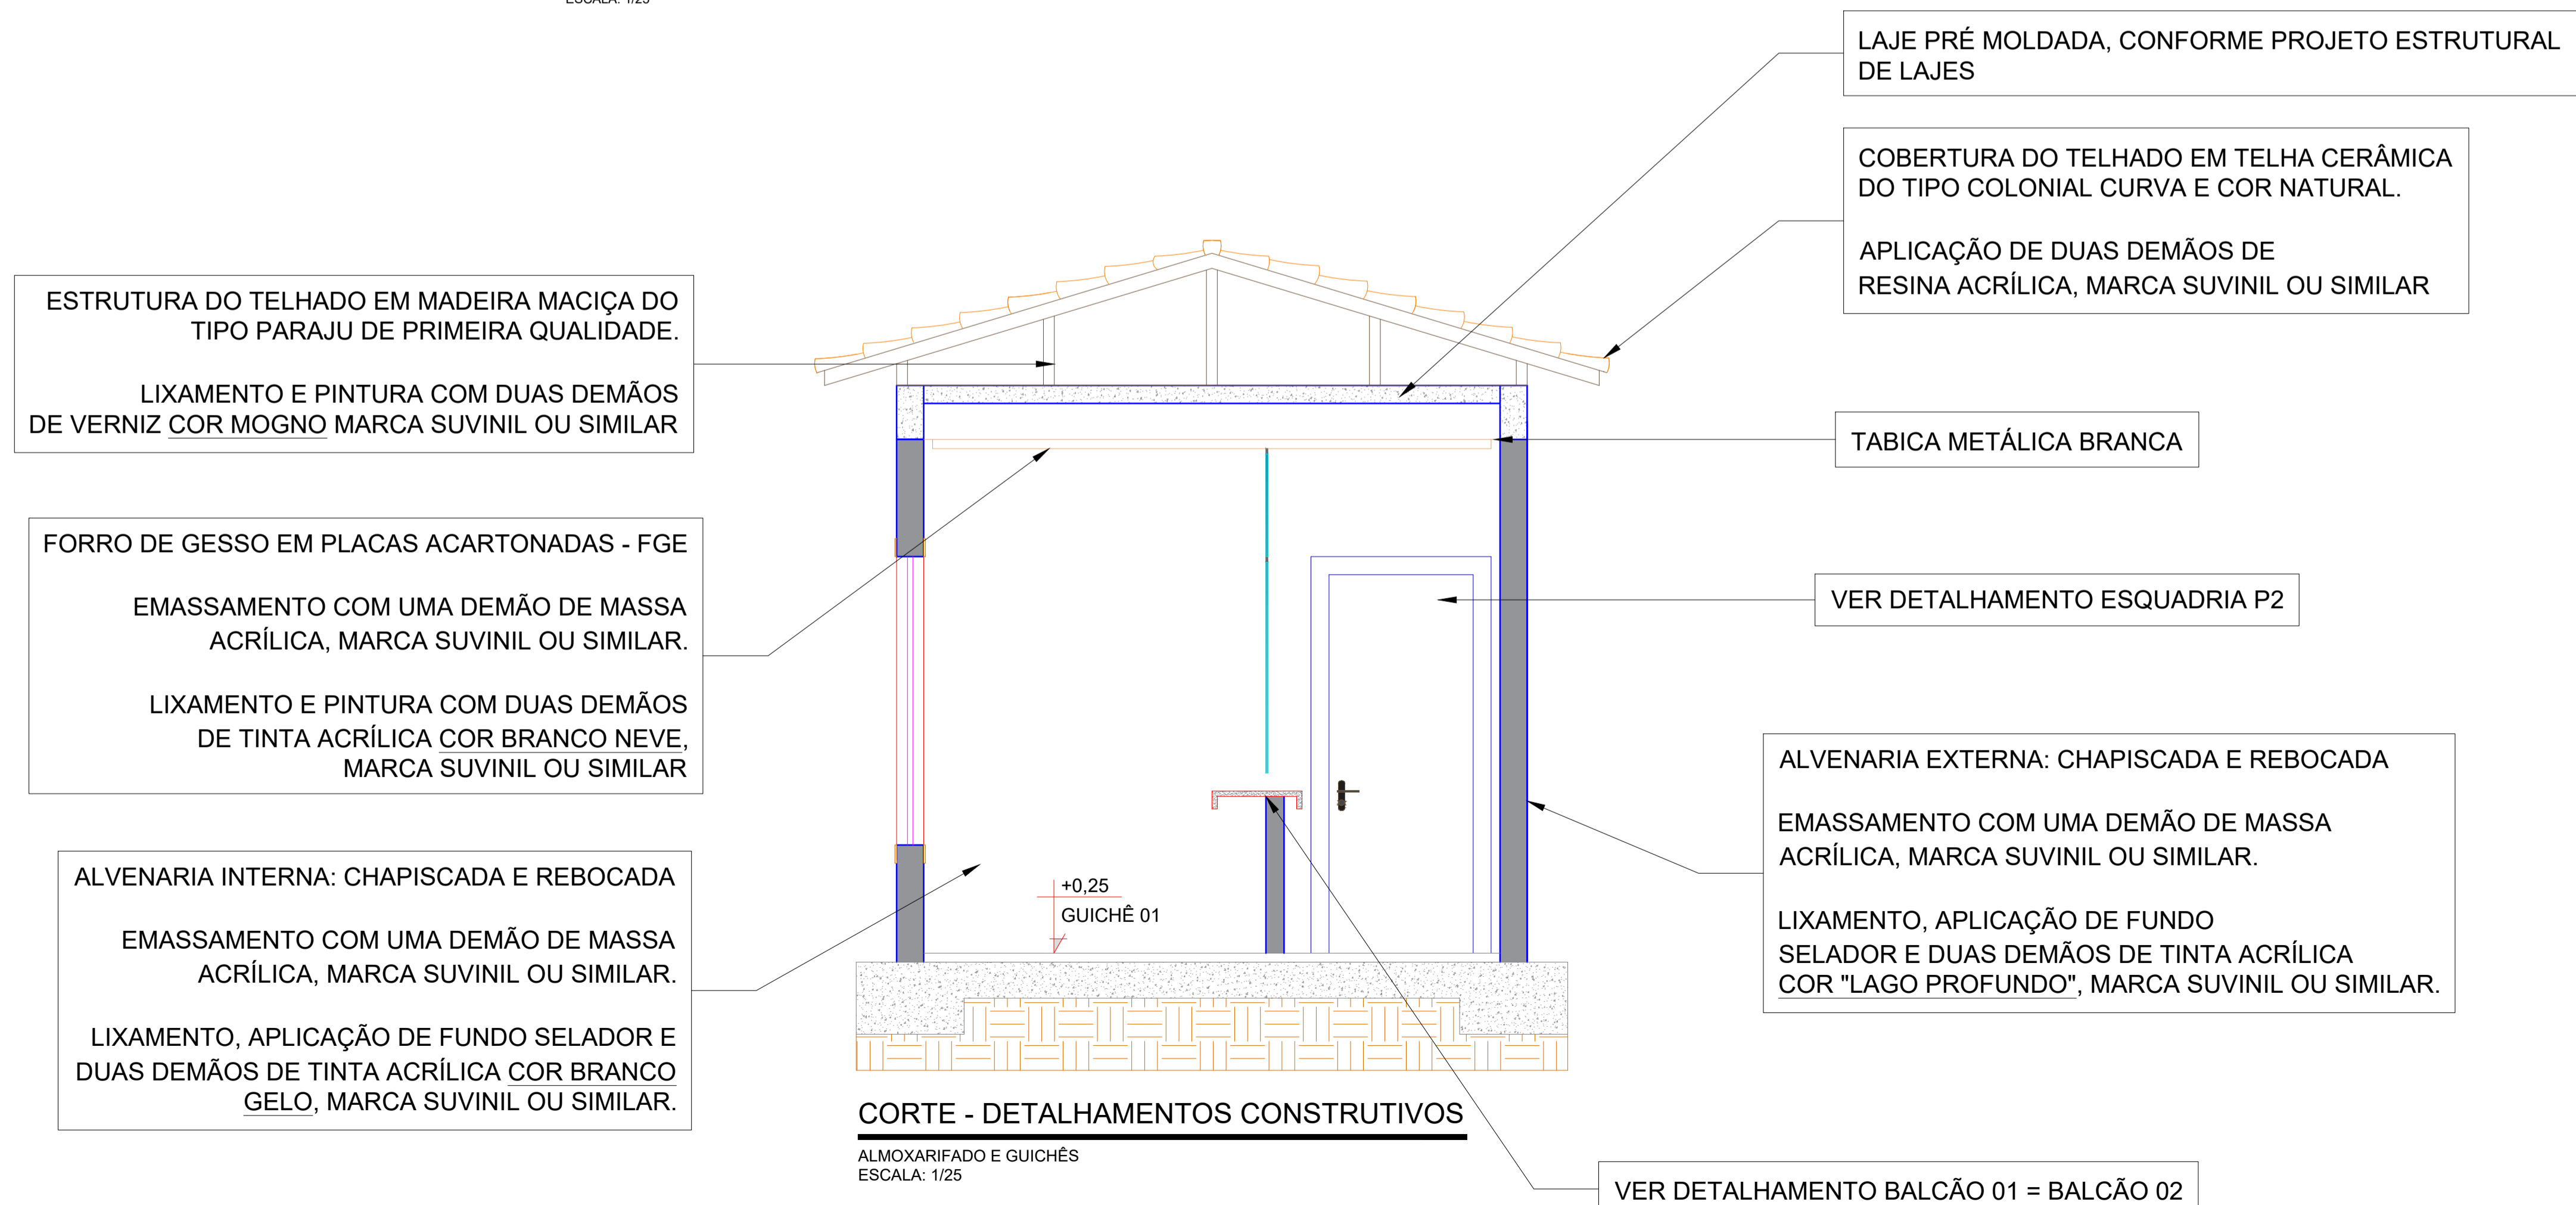 ESCALA: 1/25
LAJE PRÉ MOLDADA, CONFORME PROJETO ESTRUTURAL
DE LAJES
COBERTURA DO TELHADO EM TELHA CERÂMICA
DO TIPO COLONIAL CURVA E COR NATURAL.
APLICAÇÃO DE DUAS DEMÃOS DE
RESINA ACRÍLICA, MARCA SUVINIL OU SIMILAR
ESTRUTURA DO TELHADO EM MADEIRA MACIÇA DO
TIPO PARAJU DE PRIMEIRA QUALIDADE.
LIXAMENTO E PINTURA COM DUAS DEMÃOS
DE VERNIZ COR MOGNO MARCA SUVINIL OU SIMILAR
TABICA METÁLICA BRANCA
FORRO DE GESSO EM PLACAS ACARTONADAS - FGE
EMASSAMENTO COM UMA DEMÃO DE MASSA
ACRÍLICA, MARCA SUVINIL OU SIMILAR.
LIXAMENTO E PINTURA COM DUAS DEMÃOS
DE TINTA ACRÍLICA COR BRANCO NEVE,
MARCA SUVINIL OU SIMILAR
VER DETALHAMENTO ESQUADRIA P2
ALVENARIA EXTERNA: CHAPISCADA E REBOCADA
EMASSAMENTO COM UMA DEMÃO DE MASSA
ACRÍLICA, MARCA SUVINIL OU SIMILAR.
LIXAMENTO, APLICAÇÃO DE FUNDO
SELADOR E DUAS DEMÃOS DE TINTA ACRÍLICA
COR "LAGO PROFUNDO", MARCA SUVINIL OU SIMILAR.
ALVENARIA INTERNA: CHAPISCADA E REBOCADA
EMASSAMENTO COM UMA DEMÃO DE MASSA
ACRÍLICA, MARCA SUVINIL OU SIMILAR.
LIXAMENTO, APLICAÇÃO DE FUNDO SELADOR E
DUAS DEMÃOS DE TINTA ACRÍLICA COR BRANCO
GELO, MARCA SUVINIL OU SIMILAR.
+0,25
GUICHÊ 01
CORTE - DETALHAMENTOS CONSTRUTIVOS
ALMOXARIFADO E GUICHÊS
ESCALA: 1/25
VER DETALHAMENTO BALCÃO 01 = BALCÃO 02